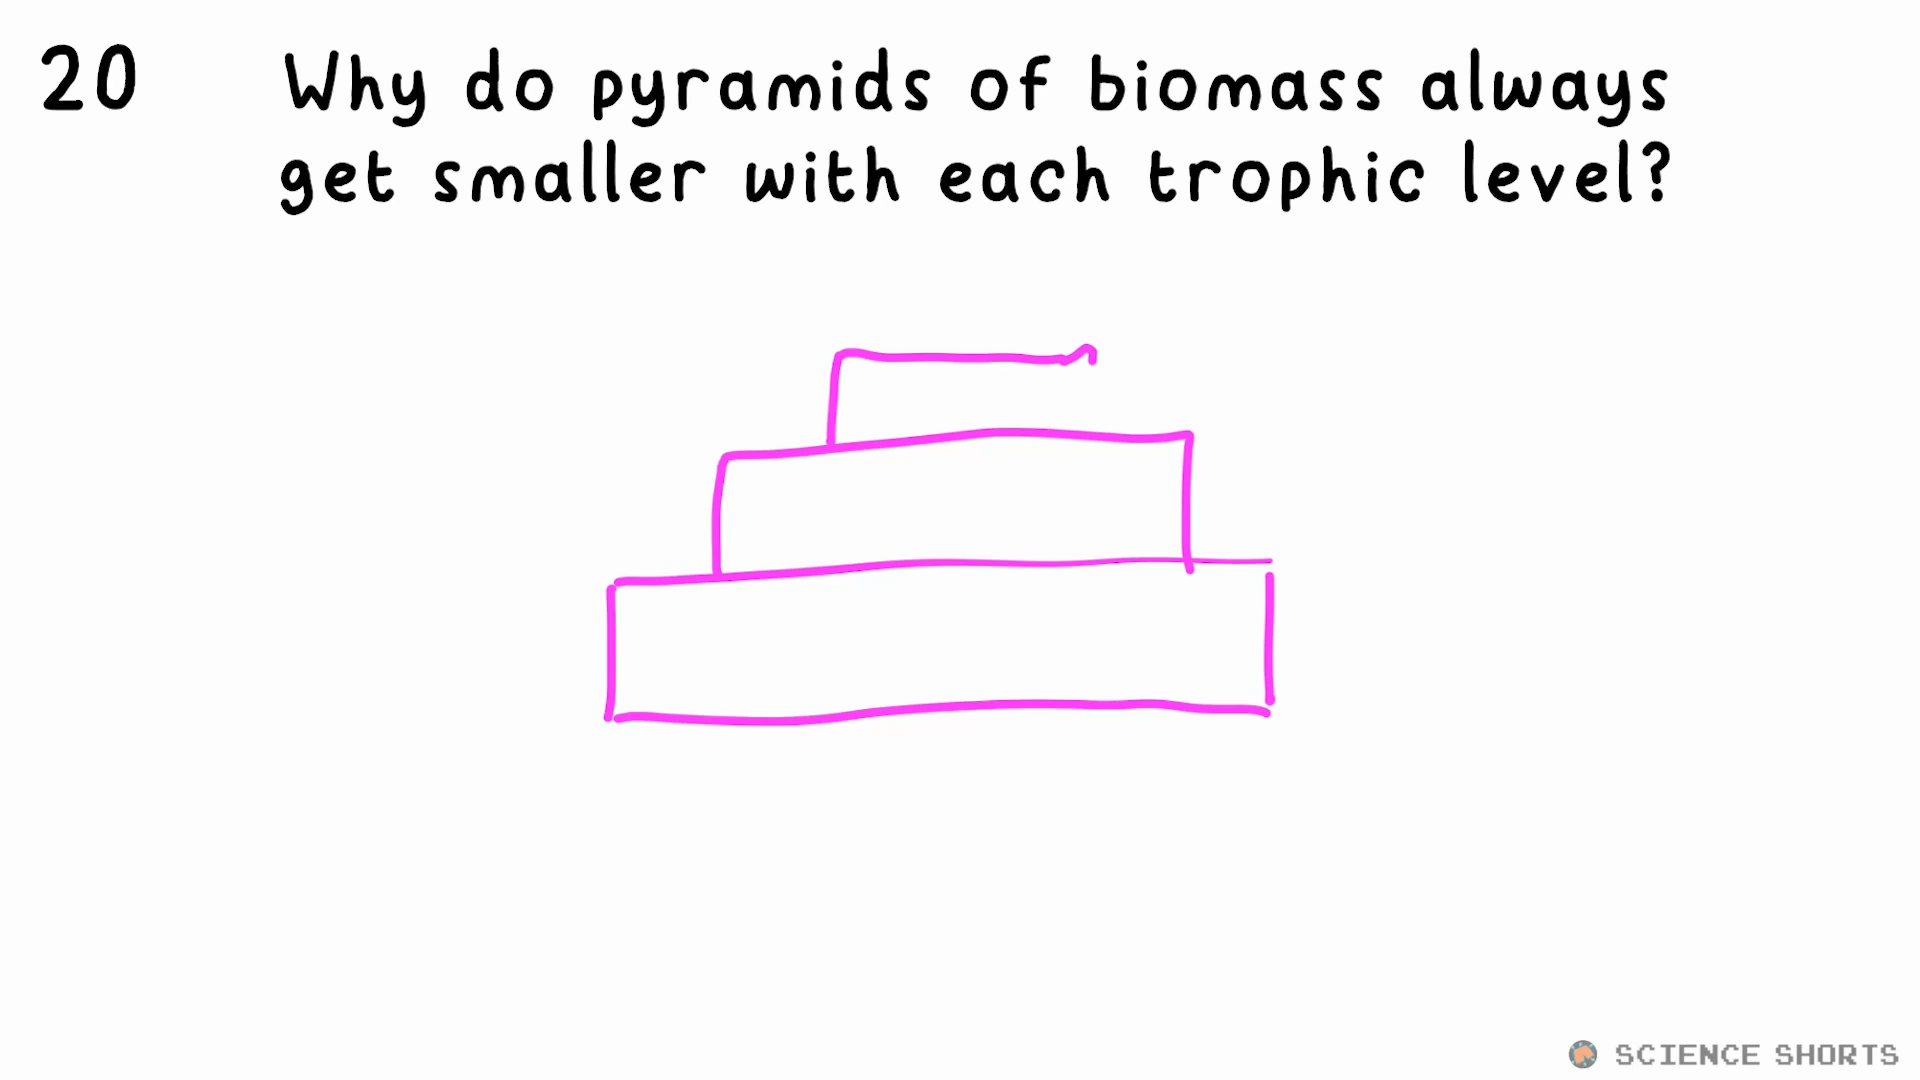 20 Why do pyramids of biomass always
get smaller with each trophic level?
SCIENCE SHORTS